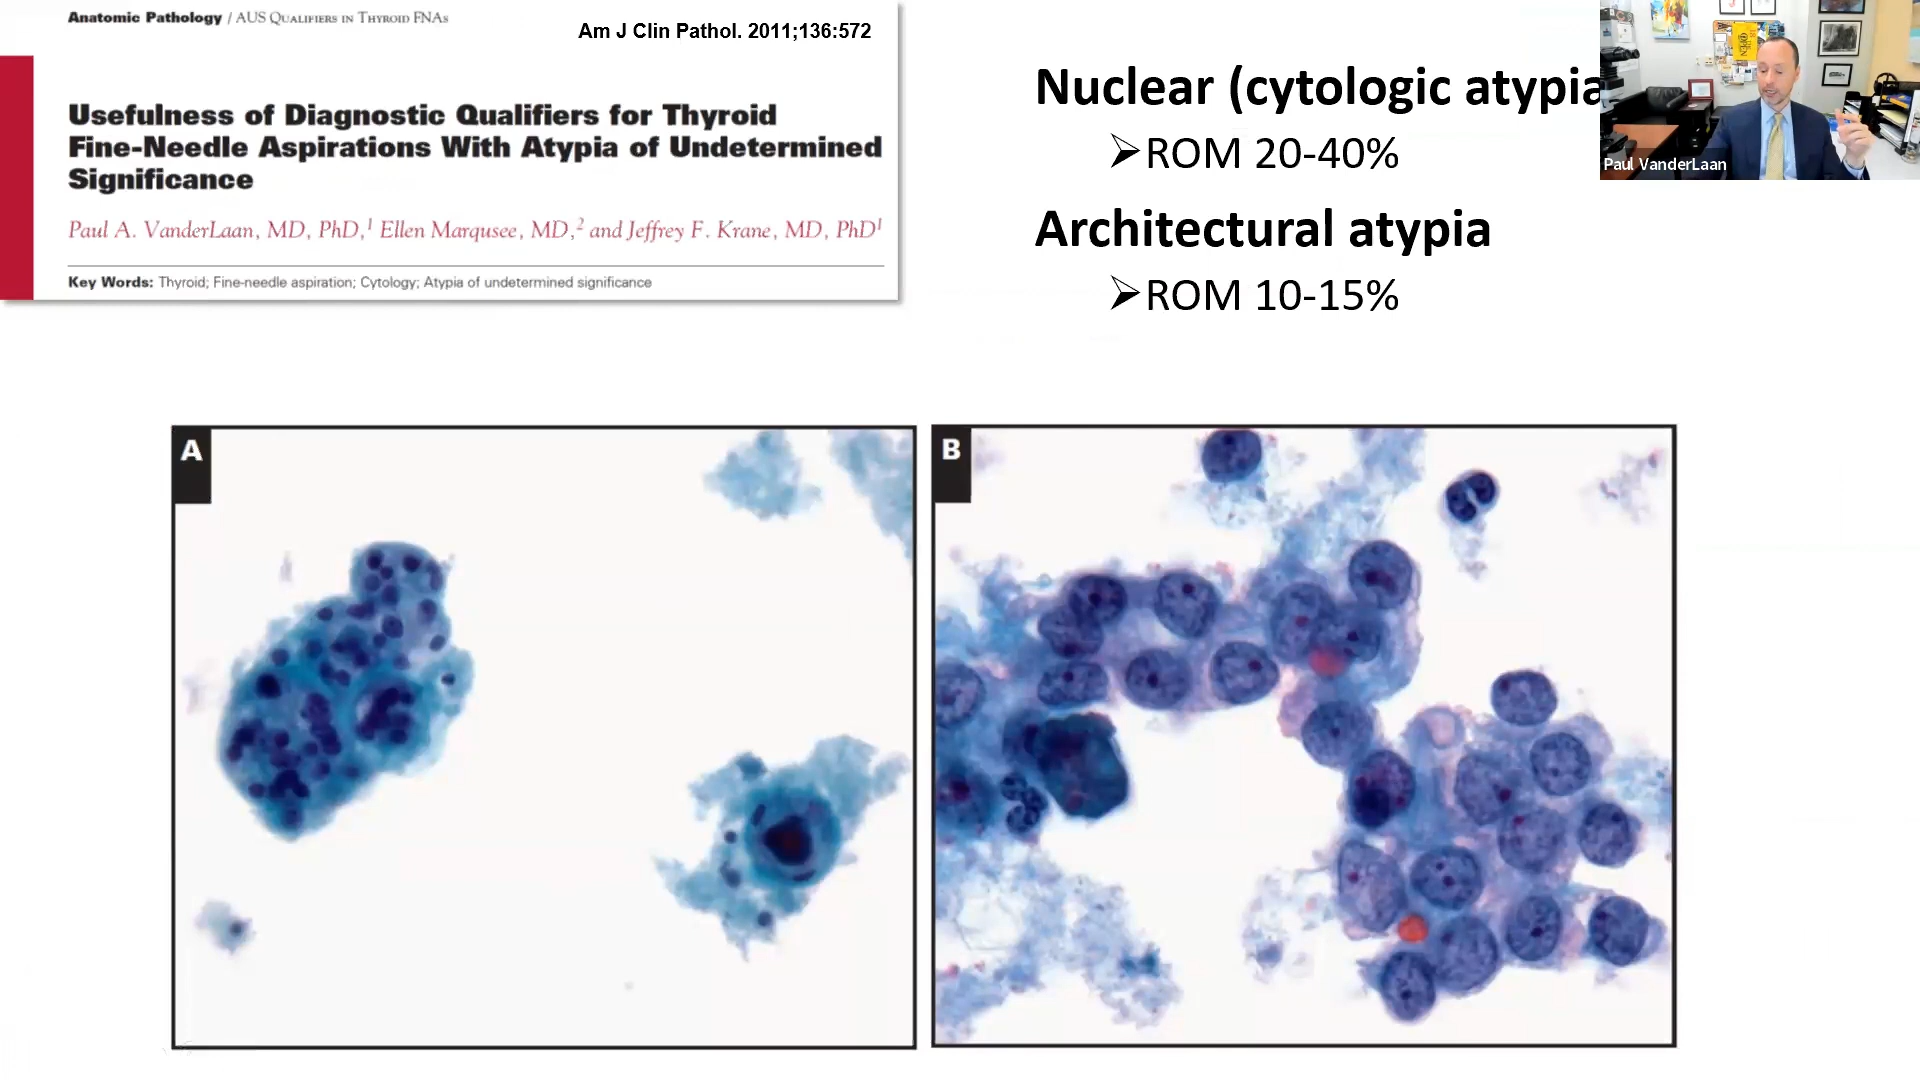 Anatomic Pathology / AUS Qualifiers in Thyroid FNAs
Am J Clin Pathol. 2011;136:572
Usefulness of Diagnostic Qualifiers for Thyroid
Fine-Needle Aspirations With Atypia of Undetermined
Significance
Paul A. VanderLaan, MD, PhD,1 Ellen Marqusee, MD,2 and Jeffrey F. Krane, MD, PhD1
Key Words: Thyroid; Fine-needle aspiration; Cytology; Atypia of undetermined significance
Nuclear (cytologic atypia
➢ROM 20-40%
Architectural atypia
➢ROM 10-15%
Paul VanderLaan
A
B